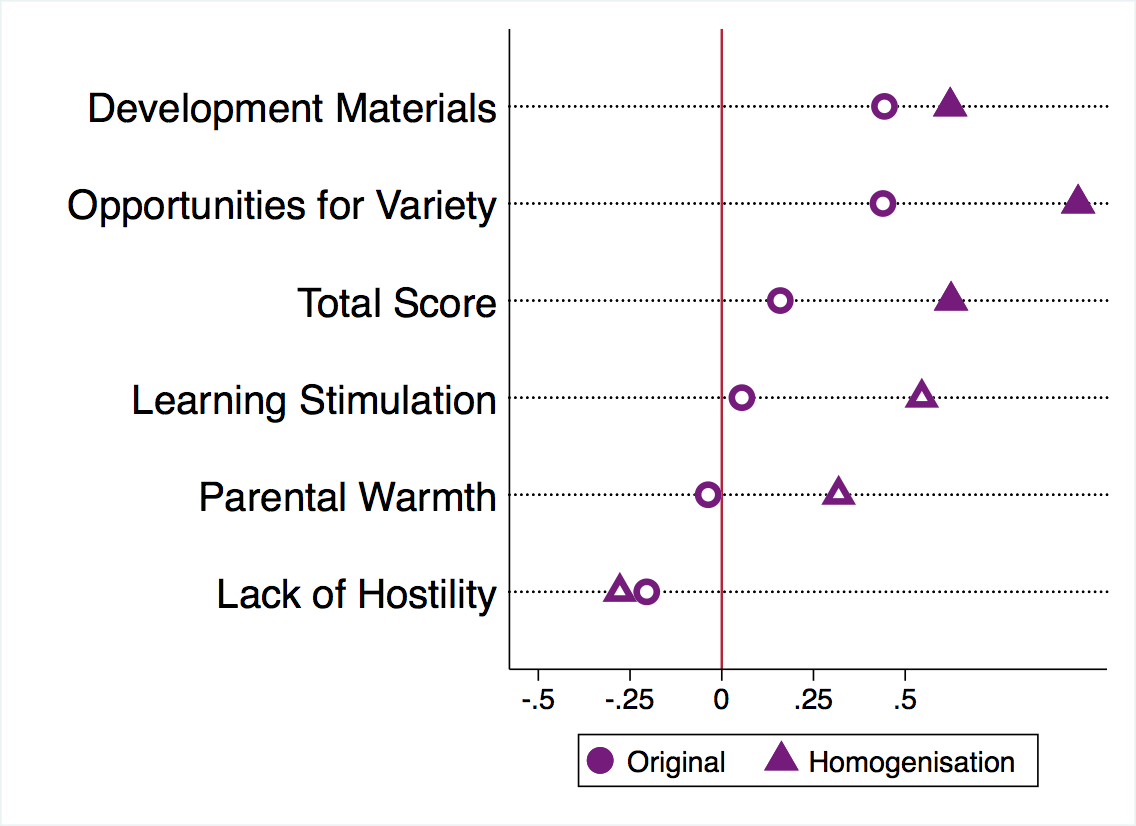 Development Materials
Opportunities for Variety
Total Score
Learning Stimulation
Parental Warmth
Lack of Hostility
-.5 -.25 0 .25 .5
Original Homogenisation